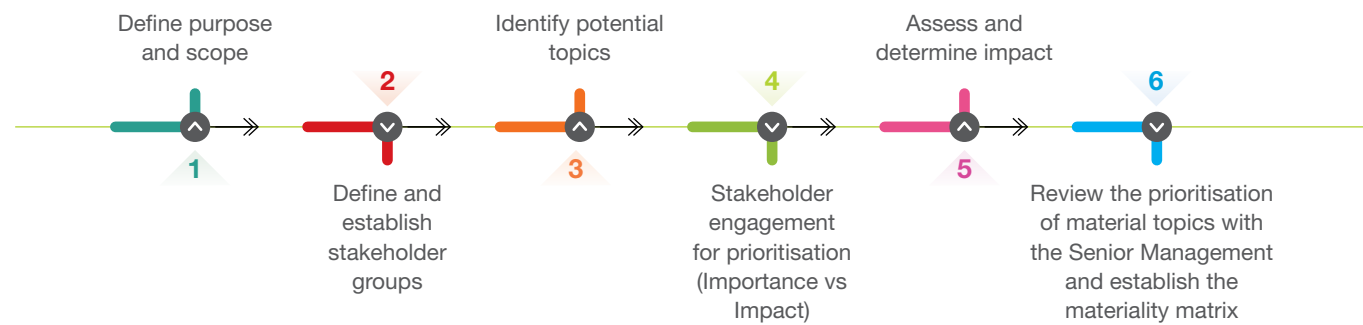 Define purpose
and scope
1
2
Define and
establish
stakeholder
groups
Identify potential
topics
3
4
Stakeholder
engagement
for prioritisation
(Importance vs
Impact)
Assess and
determine impact
5
6
Review the prioritisation
of material topics with
the Senior Management
and establish the
materiality matrix